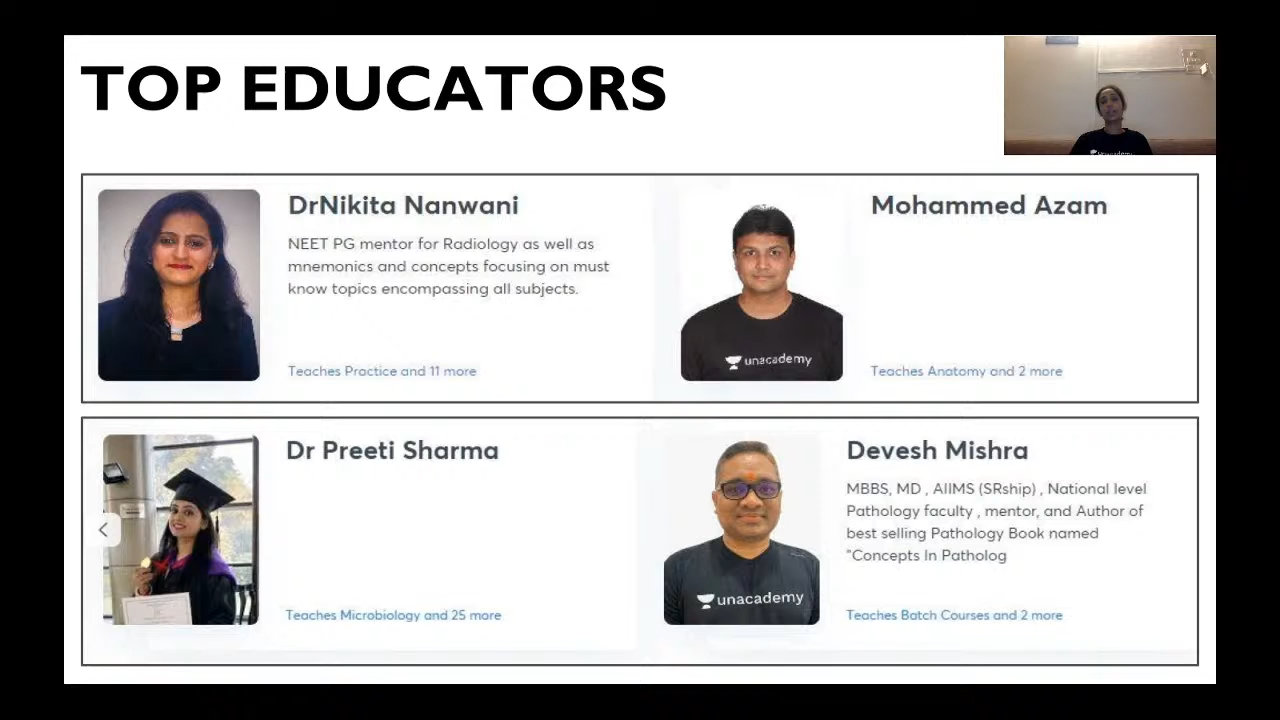 TOP EDUCATORS
DrNikita Nanwani
NEET PG mentor for Radiology as well as
mnemonics and concepts focusing on must
know topics encompassing all subjects.
Teaches Practice and 11 more
Mohammed Azam
unacademy
Teaches Anatomy and 2 more
Dr Preeti Sharma
Teaches Microbiology and 25 more
Devesh Mishra
MBBS, MD , AIIMS (SRship) , National level
Pathology faculty , mentor, and Author of
best selling Pathology Book named
"Concepts In Patholog
unacademy
Teaches Batch Courses and 2 more